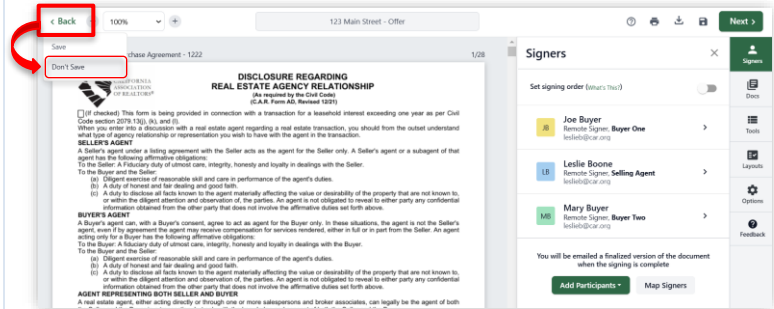 < Back
100%
123 Main Street - Offer
Next >
Save
Don't Save
chase Agreement - 1222
1/28
CALIFORNIA
ASSOCIATION
OF REALTORS®
DISCLOSURE REGARDING
REAL ESTATE AGENCY RELATIONSHIP
(As required by the Civil Code)
(C.A.R. Form AD, Revised 12/21)
(If checked) This form is being provided in connection with a transaction for a leasehold interest exceeding one year as per Civil
Code section 2079.13(j), (k), and (l).
When you enter into a discussion with a real estate agent regarding a real estate transaction, you should from the outset understand
what type of agency relationship or representation you wish to have with the agent in the transaction.
SELLER'S AGENT
A Seller's agent under a listing agreement with the Seller acts as the agent for the Seller only. A Seller's agent or a subagent of that
agent has the following affirmative obligations:
To the Seller: A Fiduciary duty of utmost care, integrity, honesty and loyalty in dealings with the Seller.
To the Buyer and the Seller:
(a) Diligent exercise of reasonable skill and care in performance of the agent's duties.
(b) A duty of honest and fair dealing and good faith.
(c) A duty to disclose all facts known to the agent materially affecting the value or desirability of the property that are not known to,
or within the diligent attention and observation of, the parties. An agent is not obligated to reveal to either party any confidential
information obtained from the other party that does not involve the affirmative duties set forth above.
BUYER'S AGENT
A Buyer's agent can, with a Buyer's consent, agree to act as agent for the Buyer only. In these situations, the agent is not the Seller's
agent, even if by agreement the agent may receive compensation for services rendered, either in full or in part from the Seller. An agent
acting only for a Buyer has the following affirmative obligations:
To the Buyer: A fiduciary duty of utmost care, integrity, honesty and loyalty in dealings with the Buyer.
To the Buyer and the Seller:
(a) Diligent exercise of reasonable skill and care in performance of the agent's duties.
(b) A duty of honest and fair dealing and good faith.
(c) A duty to disclose all facts known to the agent materially affecting the value or desirability of the property that are not known to,
or within the diligent attention and observation of, the parties. An agent is not obligated to reveal to either party any confidential
information obtained from the other party that does not involve the affirmative duties set forth above.
AGENT REPRESENTING BOTH SELLER AND BUYER
A real estate agent, either acting directly or through one or more salespersons and broker associates, can legally be the agent of both
Signers
Set signing order (What's This?)
JB
Joe Buyer
Remote Signer, Buyer One
leslieb@car.org
LB
Leslie Boone
Remote Signer, Selling Agent
leslieb@car.org
MB
Mary Buyer
Remote Signer, Buyer Two
leslieb@car.org
You will be emailed a finalized version of the document
when the signing is complete
Add Participants
Map Signers
Signers
Docs
Tools
Layouts
Options
Feedback